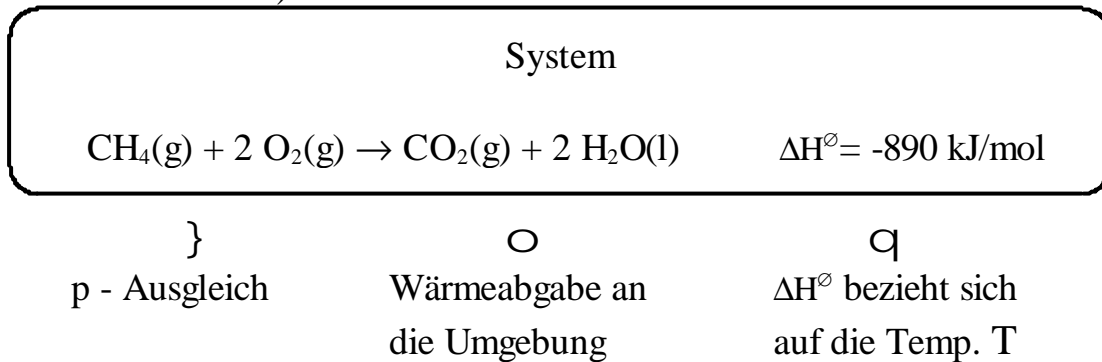 System
CH₄(g) + 2 O₂(g) → CO₂(g) + 2 H₂O(l) ΔH∅= -890 kJ/mol
} o q
p - Ausgleich Wärmeabgabe an ΔH∅ bezieht sich
die Umgebung auf die Temp. T